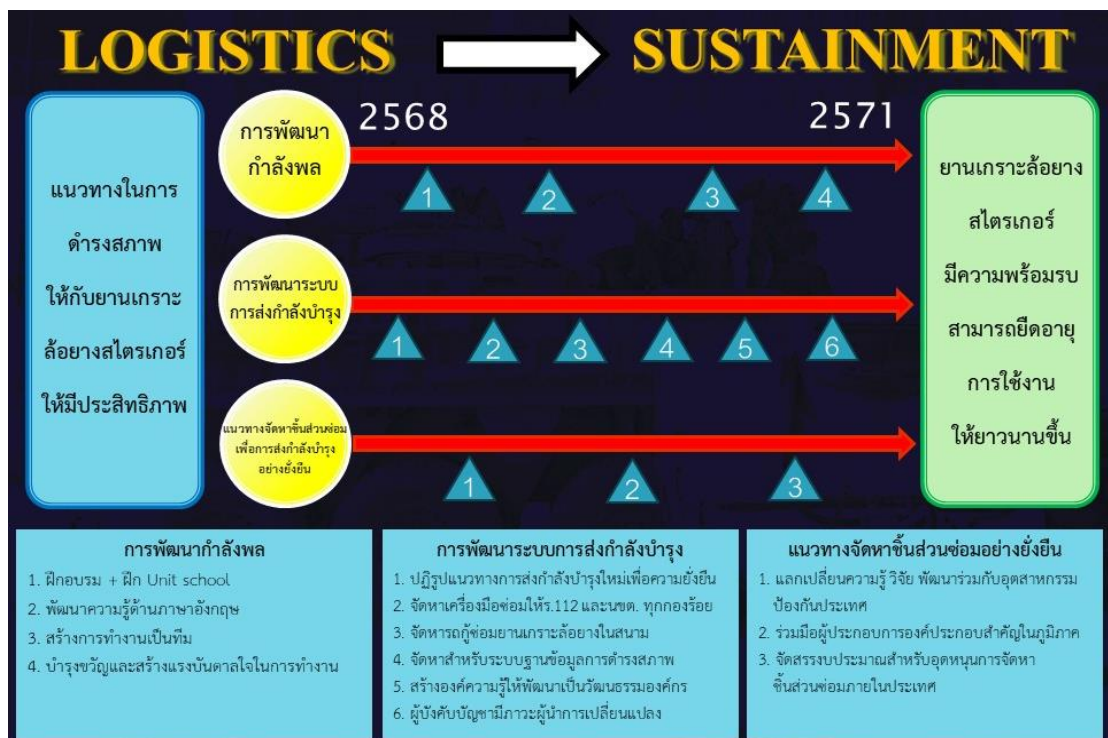 LOGISTICS SUSTAINMENT
แนวทางในการ
ดำรงสภาพ
ให้กับยานเกราะ
ล้อยางสไตรเกอร์
ให้มีประสิทธิภาพ
การพัฒนา
กำลังพล
2568 2571
1 2 3 4
การพัฒนาระบบ
การส่งกำลังบำรุง
1 2 3 4 5 6
แนวทางจัดหาชิ้นส่วนซ่อม
เพื่อการส่งกำลังบำรุง
อย่างยั่งยืน
1 2 3
ยานเกราะล้อยาง
สไตรเกอร์
มีความพร้อมรบ
สามารถยืดอายุ
การใช้งาน
ให้ยาวนานขึ้น
การพัฒนากำลังพล
1. ฝึกอบรม + ฝึก Unit school
2. พัฒนาความรู้ด้านภาษาอังกฤษ
3. สร้างการทำงานเป็นทีม
4. บำรุงขวัญและสร้างแรงบันดาลใจในการทำงาน
การพัฒนาระบบการส่งกำลังบำรุง
1. ปฏิรูปแนวทางการส่งกำลังบำรุงใหม่เพื่อความยั่งยืน
2. จัดหาเครื่องมือซ่อมให้ร.112 และนขต. ทุกกองร้อย
3. จัดหารถกู้ซ่อมยานเกราะล้อยางในสนาม
4. จัดหาสำหรับระบบฐานข้อมูลการดำรงสภาพ
5. สร้างองค์ความรู้ให้พัฒนาเป็นวัฒนธรรมองค์กร
6. ผู้บังคับบัญชามีภาวะผู้นำการเปลี่ยนแปลง
แนวทางจัดหาชิ้นส่วนซ่อมอย่างยั่งยืน
1. แลกเปลี่ยนความรู้ วิจัย พัฒนาร่วมกับอุตสาหกรรม
ป้องกันประเทศ
2. ร่วมมือผู้ประกอบการองค์ประกอบสำคัญในภูมิภาค
3. จัดสรรงบประมาณสำหรับอุดหนุนการจัดหา
ชิ้นส่วนซ่อมภายในประเทศ